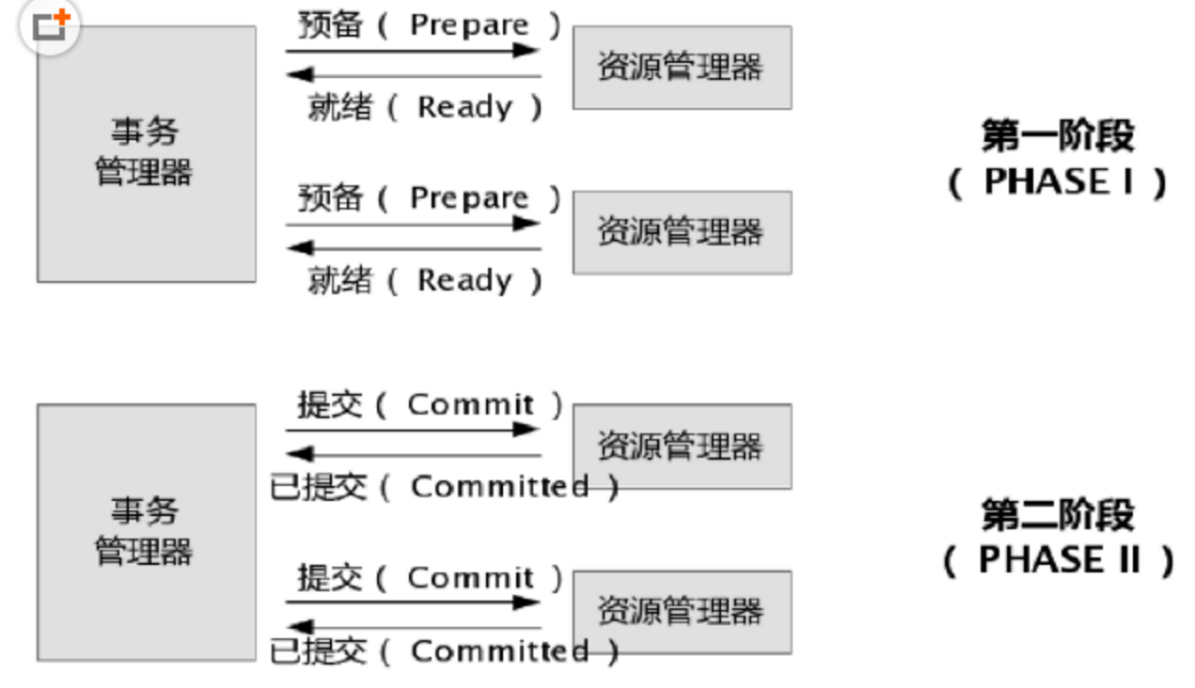 预备 ( Prepare )
资源管理器
就绪 ( Ready )
事务
管理器
第一阶段
( PHASE I )
预备 ( Prepare )
资源管理器
就绪 ( Ready )
提交 ( Commit )
资源管理器
已提交 ( Committed )
事务
管理器
第二阶段
( PHASE II )
提交 ( Commit )
资源管理器
已提交 ( Committed )